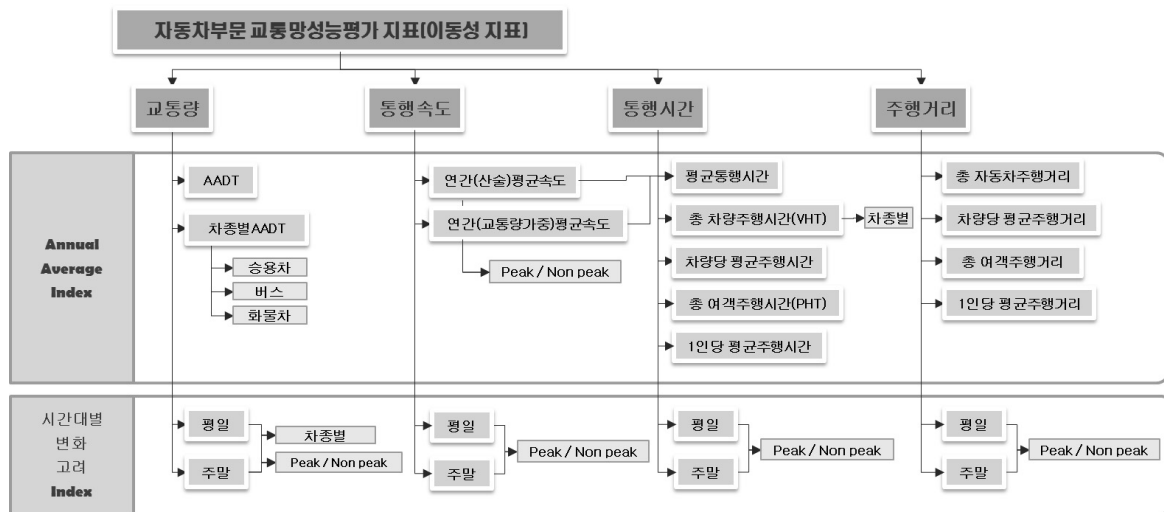 자동차부문 교통망성능평가 지표(이동성 지표)
교통량
통행속도
통행시간
주행거리
Annual
Average
Index
AADT
차종별AADT
승용차
버스
화물차
연간(산술)평균속도
연간(교통량가중)평균속도
Peak / Non peak
평균통행시간
총 차량주행시간(VHT)
차종별
차량당 평균주행시간
총 여객주행시간(PHT)
1인당 평균주행시간
총 자동차주행거리
차량당 평균주행거리
총 여객주행거리
1인당 평균주행거리
시간대별
변화
고려
Index
평일
주말
차종별
Peak / Non peak
평일
주말
Peak / Non peak
평일
주말
Peak / Non peak
평일
주말
Peak / Non peak